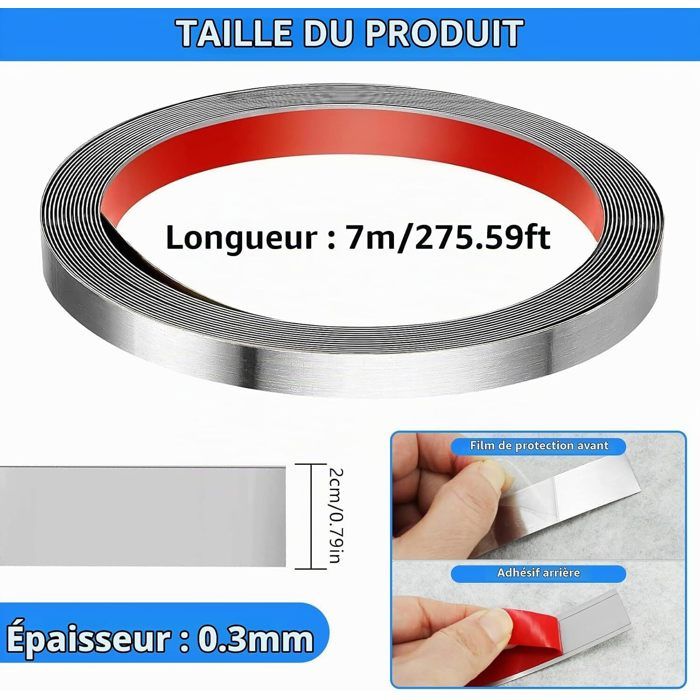 TAILLE DU PRODUIT
Longueur : 7m/275.59ft
2cm/0.79in
Film de protection avant
Adhésif arrière
Épaisseur : 0.3mm